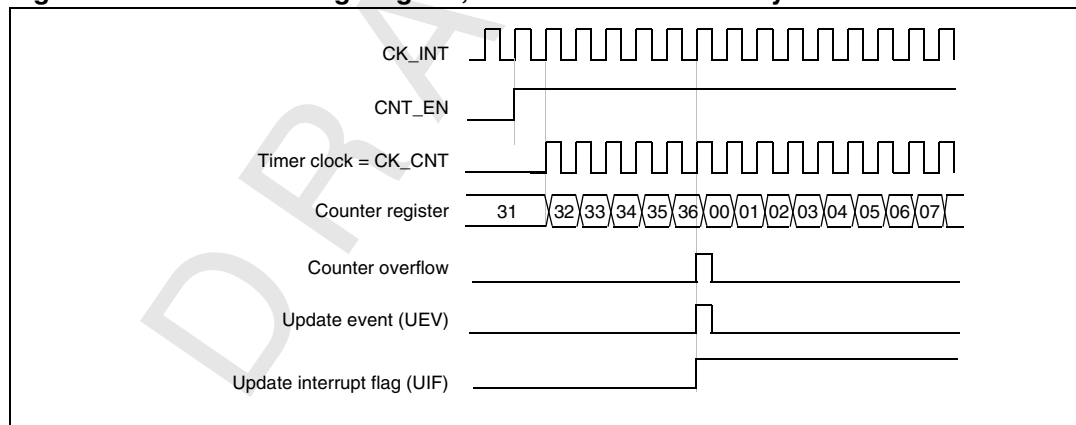 CK_INT
CNT_EN
Timer clock = CK_CNT
Counter register 31 32 33 34 35 36 00 01 02 03 04 05 06 07
Counter overflow
Update event (UEV)
Update interrupt flag (UIF)
D R A